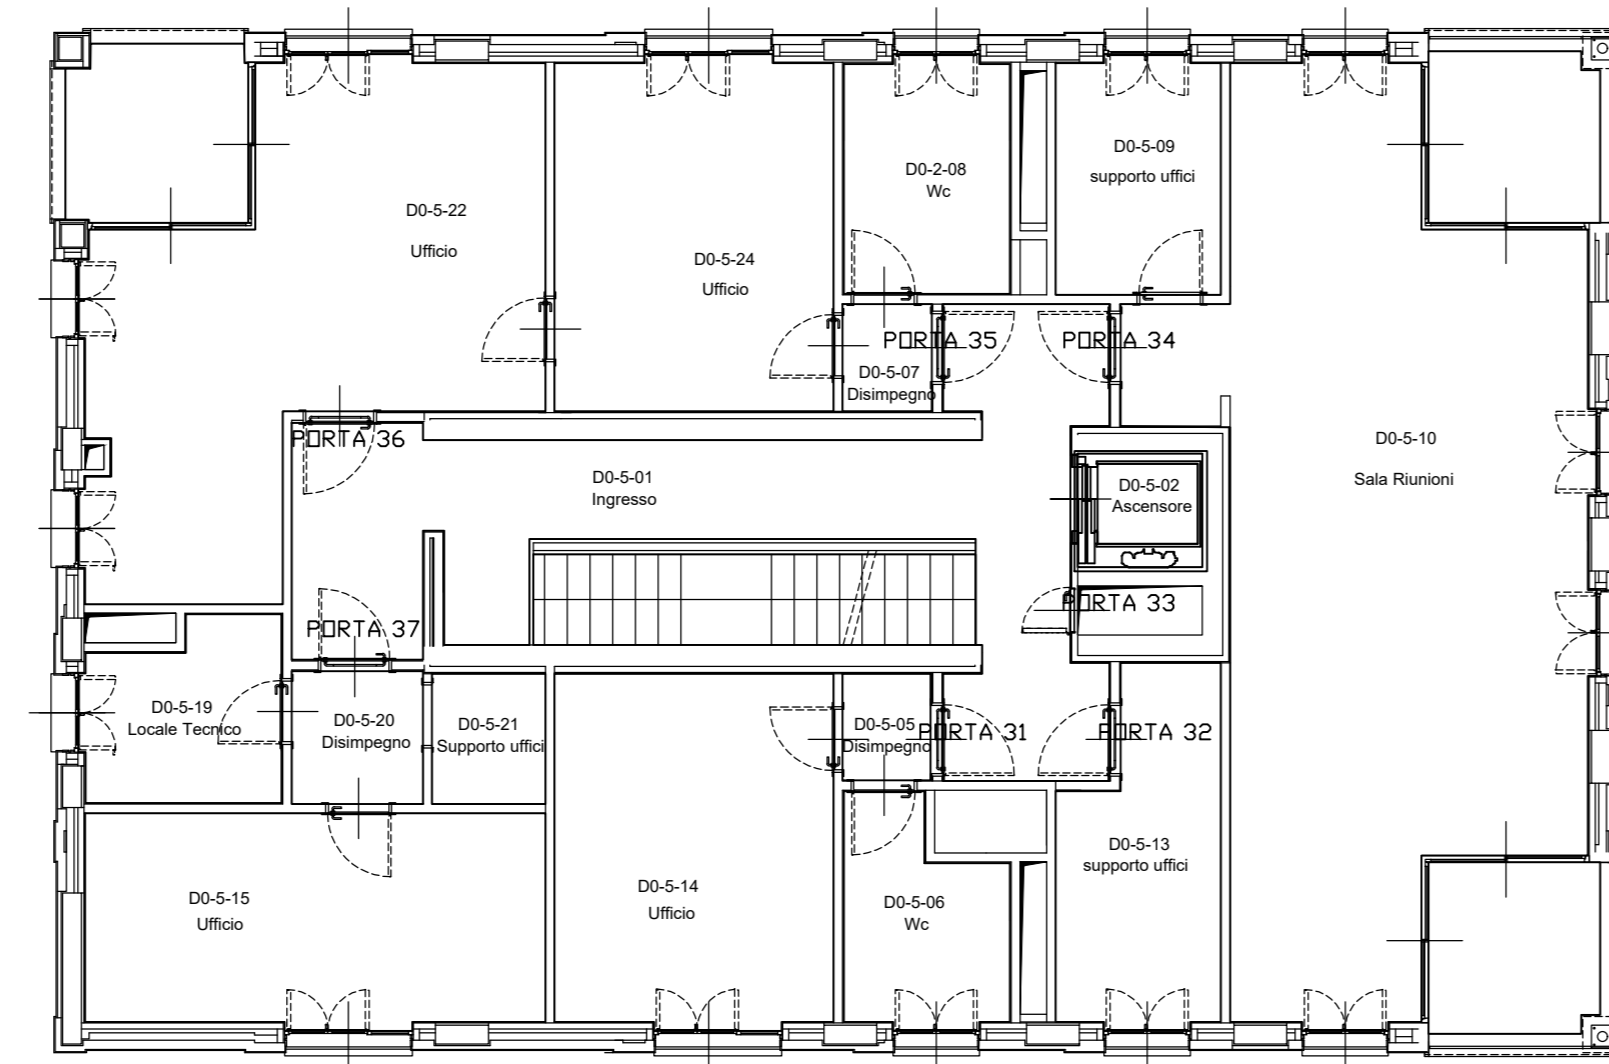 D0-5-22
Ufficio
D0-5-24
Ufficio
D0-2-08
Wc
D0-5-09
supporto uffici
PORTA 35
PORTA 34
D0-5-07
Disimpegno
PORTA 36
D0-5-01
Ingresso
D0-5-02
Ascensore
D0-5-10
Sala Riunioni
PORTA 33
PORTA 37
D0-5-19
Locale Tecnico
D0-5-20
Disimpegno
D0-5-21
Supporto uffici
D0-5-05
Disimpegno
PORTA 31
PORTA 32
D0-5-15
Ufficio
D0-5-14
Ufficio
D0-5-06
Wc
D0-5-13
supporto uffici